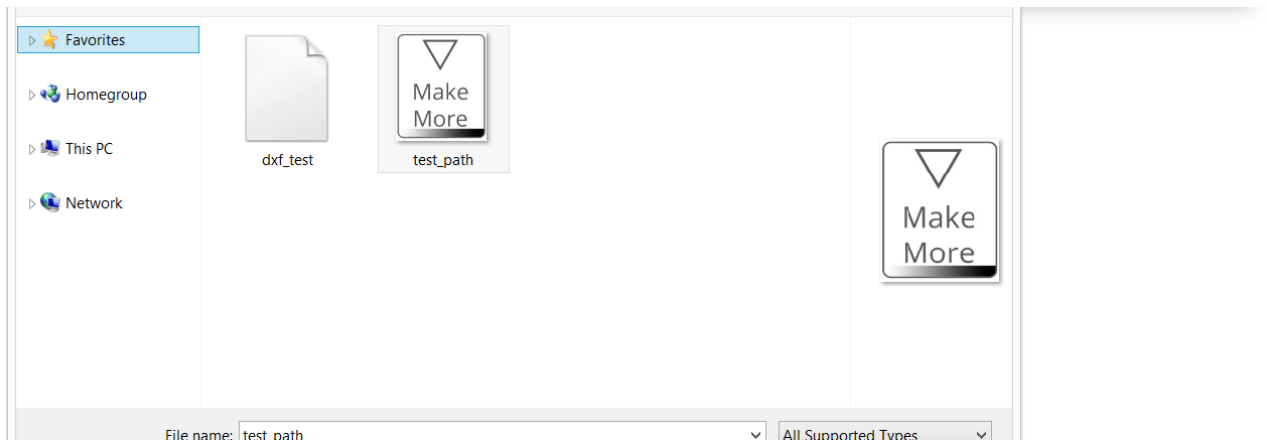 Favorites
Homegroup
This PC
Network
Make
More
dxf_test
test_path
Make
More
File name: test_path
All Supported Types